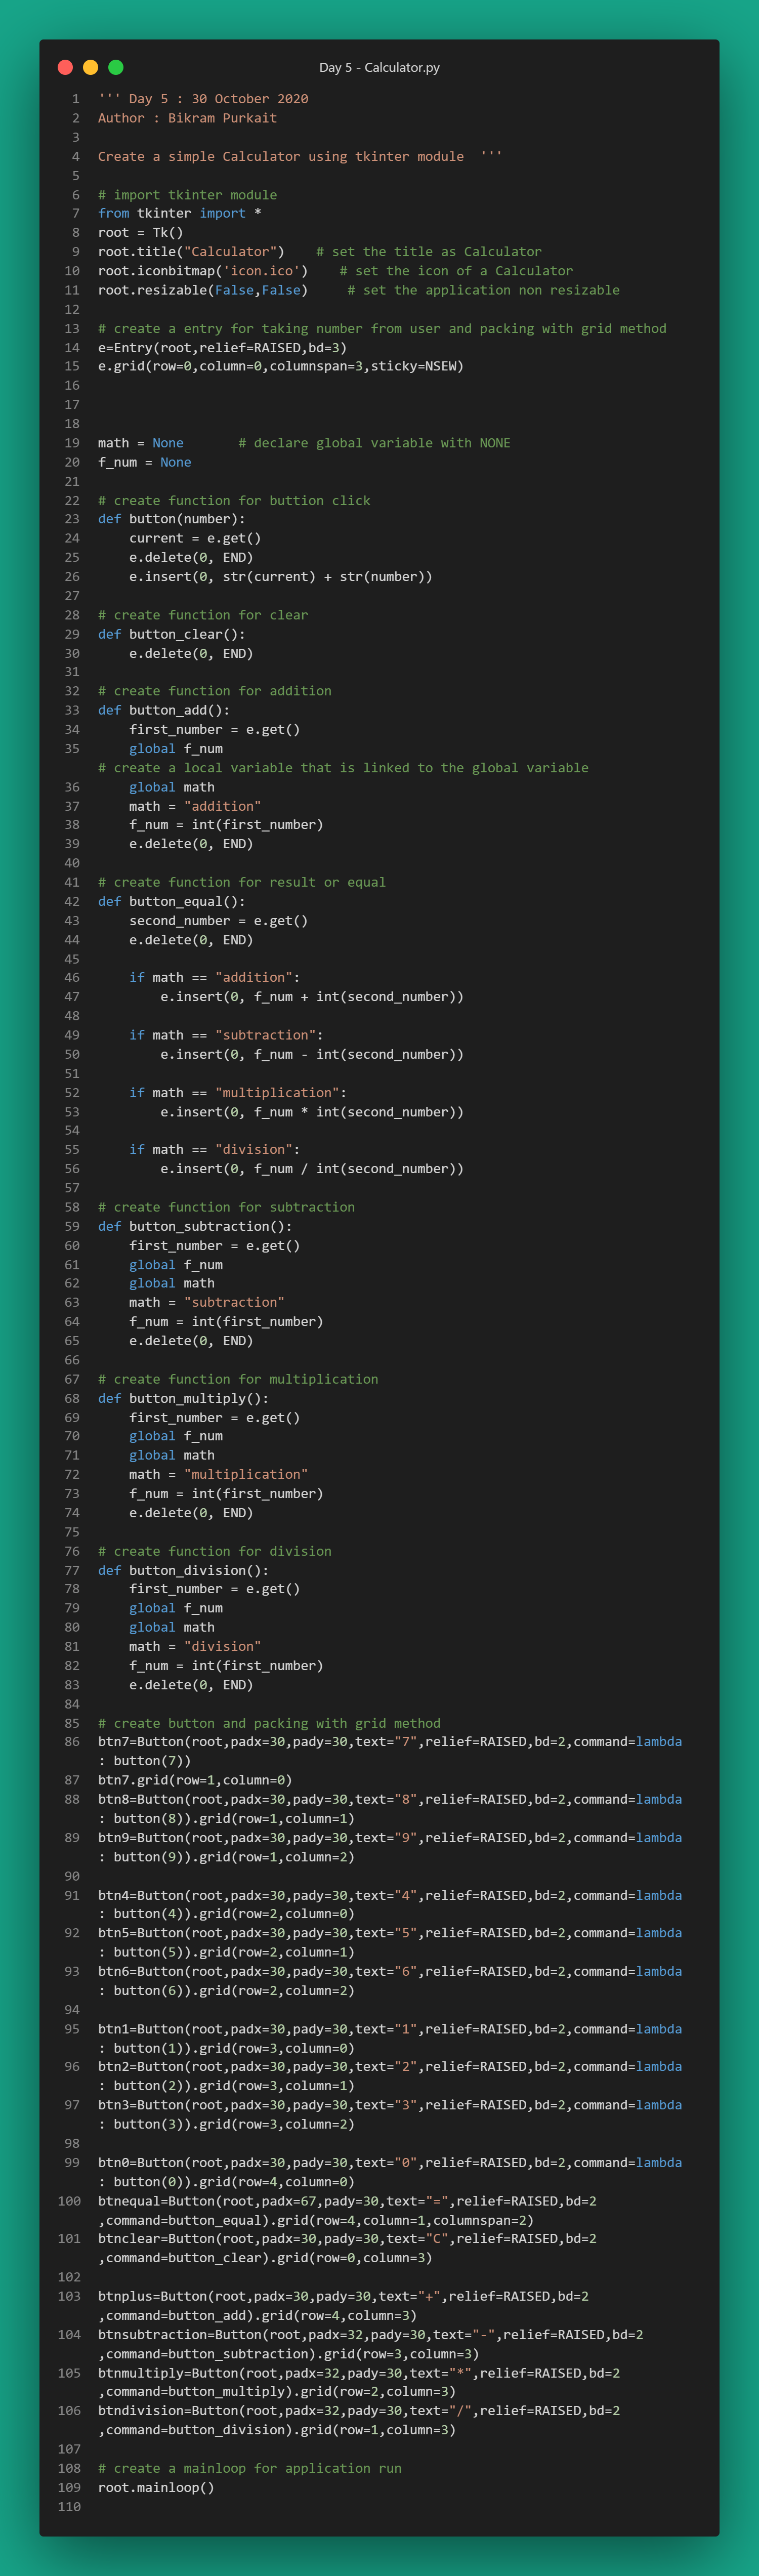 Day 5 - Calculator.py
1 ''' Day 5 : 30 October 2020
2 Author : Bikram Purkait
3
4 Create a simple Calculator using tkinter module  '''
5
6 # import tkinter module
7 from tkinter import *
8 root = Tk()
9 root.title("Calculator")    # set the title as Calculator
10 root.iconbitmap('icon.ico')    # set the icon of a Calculator
11 root.resizable(False,False)     # set the application non resizable
12
13 # create a entry for taking number from user and packing with grid method
14 e=Entry(root,relief=RAISED,bd=3)
15 e.grid(row=0,column=0,columnspan=3,sticky=NSEW)
16
17
18
19 math = None       # declare global variable with NONE
20 f_num = None
21
22 # create function for buttion click
23 def button(number):
24     current = e.get()
25     e.delete(0, END)
26     e.insert(0, str(current) + str(number))
27
28 # create function for clear
29 def button_clear():
30     e.delete(0, END)
31
32 # create function for addition
33 def button_add():
34     first_number = e.get()
35     global f_num
# create a local variable that is linked to the global variable
36     global math
37     math = "addition"
38     f_num = int(first_number)
39     e.delete(0, END)
40
41 # create function for result or equal
42 def button_equal():
43     second_number = e.get()
44     e.delete(0, END)
45
46     if math == "addition":
47         e.insert(0, f_num + int(second_number))
48
49     if math == "subtraction":
50         e.insert(0, f_num - int(second_number))
51
52     if math == "multiplication":
53         e.insert(0, f_num * int(second_number))
54
55     if math == "division":
56         e.insert(0, f_num / int(second_number))
57
58 # create function for subtraction
59 def button_subtraction():
60     first_number = e.get()
61     global f_num
62     global math
63     math = "subtraction"
64     f_num = int(first_number)
65     e.delete(0, END)
66
67 # create function for multiplication
68 def button_multiply():
69     first_number = e.get()
70     global f_num
71     global math
72     math = "multiplication"
73     f_num = int(first_number)
74     e.delete(0, END)
75
76 # create function for division
77 def button_division():
78     first_number = e.get()
79     global f_num
80     global math
81     math = "division"
82     f_num = int(first_number)
83     e.delete(0, END)
84
85 # create button and packing with grid method
86 btn7=Button(root,padx=30,pady=30,text="7",relief=RAISED,bd=2,command=lambda
: button(7))
87 btn7.grid(row=1,column=0)
88 btn8=Button(root,padx=30,pady=30,text="8",relief=RAISED,bd=2,command=lambda
: button(8)).grid(row=1,column=1)
89 btn9=Button(root,padx=30,pady=30,text="9",relief=RAISED,bd=2,command=lambda
: button(9)).grid(row=1,column=2)
90
91 btn4=Button(root,padx=30,pady=30,text="4",relief=RAISED,bd=2,command=lambda
: button(4)).grid(row=2,column=0)
92 btn5=Button(root,padx=30,pady=30,text="5",relief=RAISED,bd=2,command=lambda
: button(5)).grid(row=2,column=1)
93 btn6=Button(root,padx=30,pady=30,text="6",relief=RAISED,bd=2,command=lambda
: button(6)).grid(row=2,column=2)
94
95 btn1=Button(root,padx=30,pady=30,text="1",relief=RAISED,bd=2,command=lambda
: button(1)).grid(row=3,column=0)
96 btn2=Button(root,padx=30,pady=30,text="2",relief=RAISED,bd=2,command=lambda
: button(2)).grid(row=3,column=1)
97 btn3=Button(root,padx=30,pady=30,text="3",relief=RAISED,bd=2,command=lambda
: button(3)).grid(row=3,column=2)
98
99 btn0=Button(root,padx=30,pady=30,text="0",relief=RAISED,bd=2,command=lambda
: button(0)).grid(row=4,column=0)
100 btnequal=Button(root,padx=67,pady=30,text="=",relief=RAISED,bd=2
,command=button_equal).grid(row=4,column=1,columnspan=2)
101 btnclear=Button(root,padx=30,pady=30,text="C",relief=RAISED,bd=2
,command=button_clear).grid(row=0,column=3)
102
103 btnplus=Button(root,padx=30,pady=30,text="+",relief=RAISED,bd=2
,command=button_add).grid(row=4,column=3)
104 btnsubtraction=Button(root,padx=32,pady=30,text="-",relief=RAISED,bd=2
,command=button_subtraction).grid(row=3,column=3)
105 btnmultiply=Button(root,padx=32,pady=30,text="*",relief=RAISED,bd=2
,command=button_multiply).grid(row=2,column=3)
106 btndivision=Button(root,padx=32,pady=30,text="/",relief=RAISED,bd=2
,command=button_division).grid(row=1,column=3)
107
108 # create a mainloop for application run
109 root.mainloop()
110